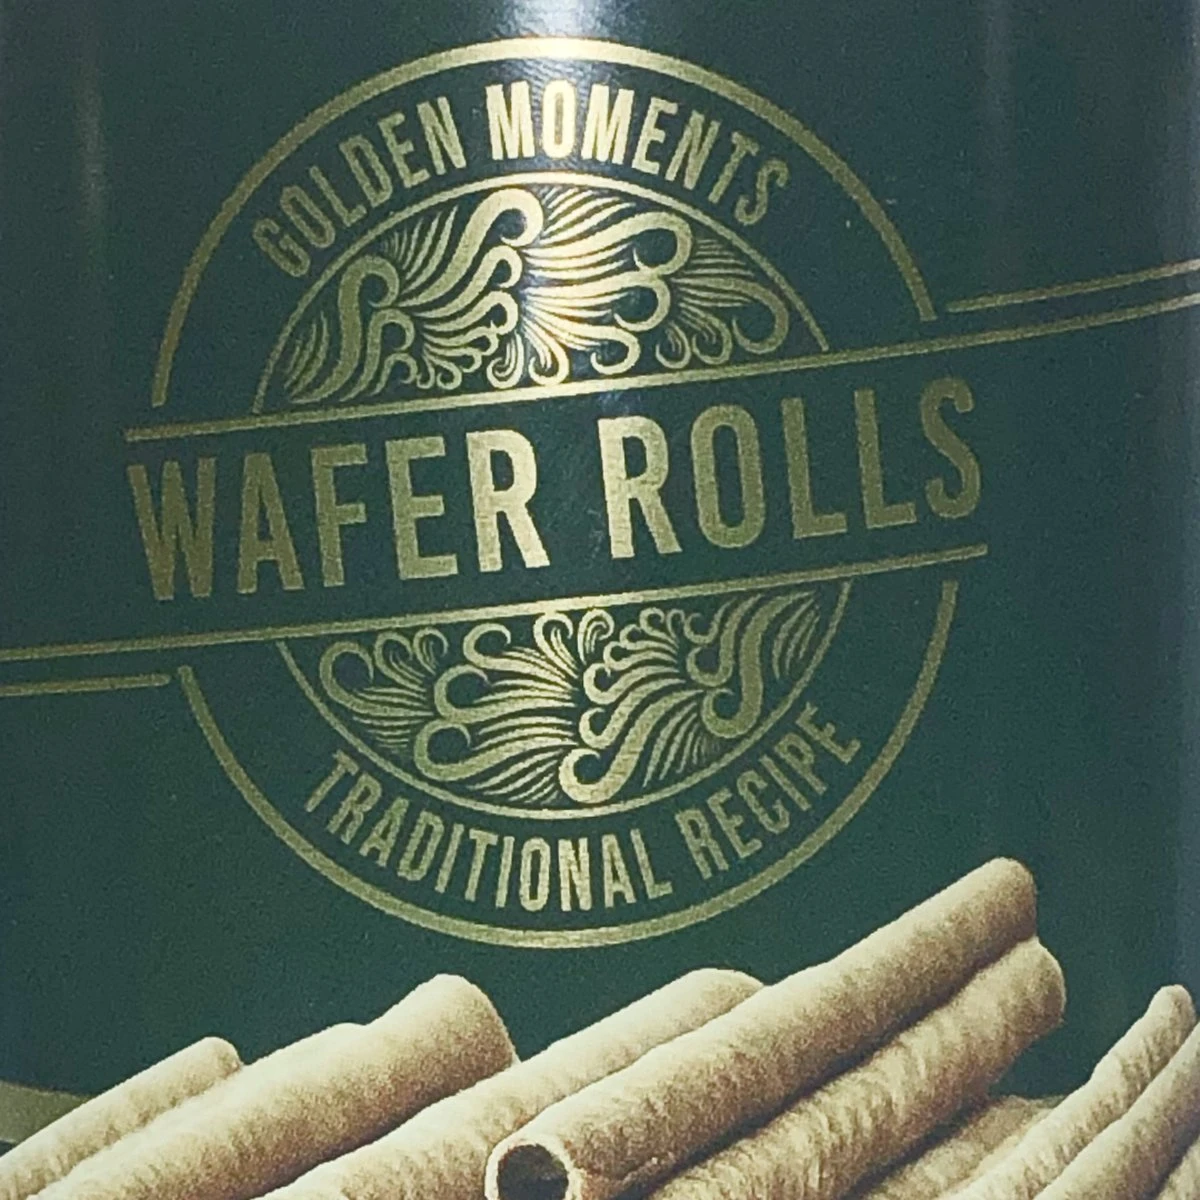 GOLDEN MOMENTS
WAFER ROLLS
TRADITIONAL RECIPE